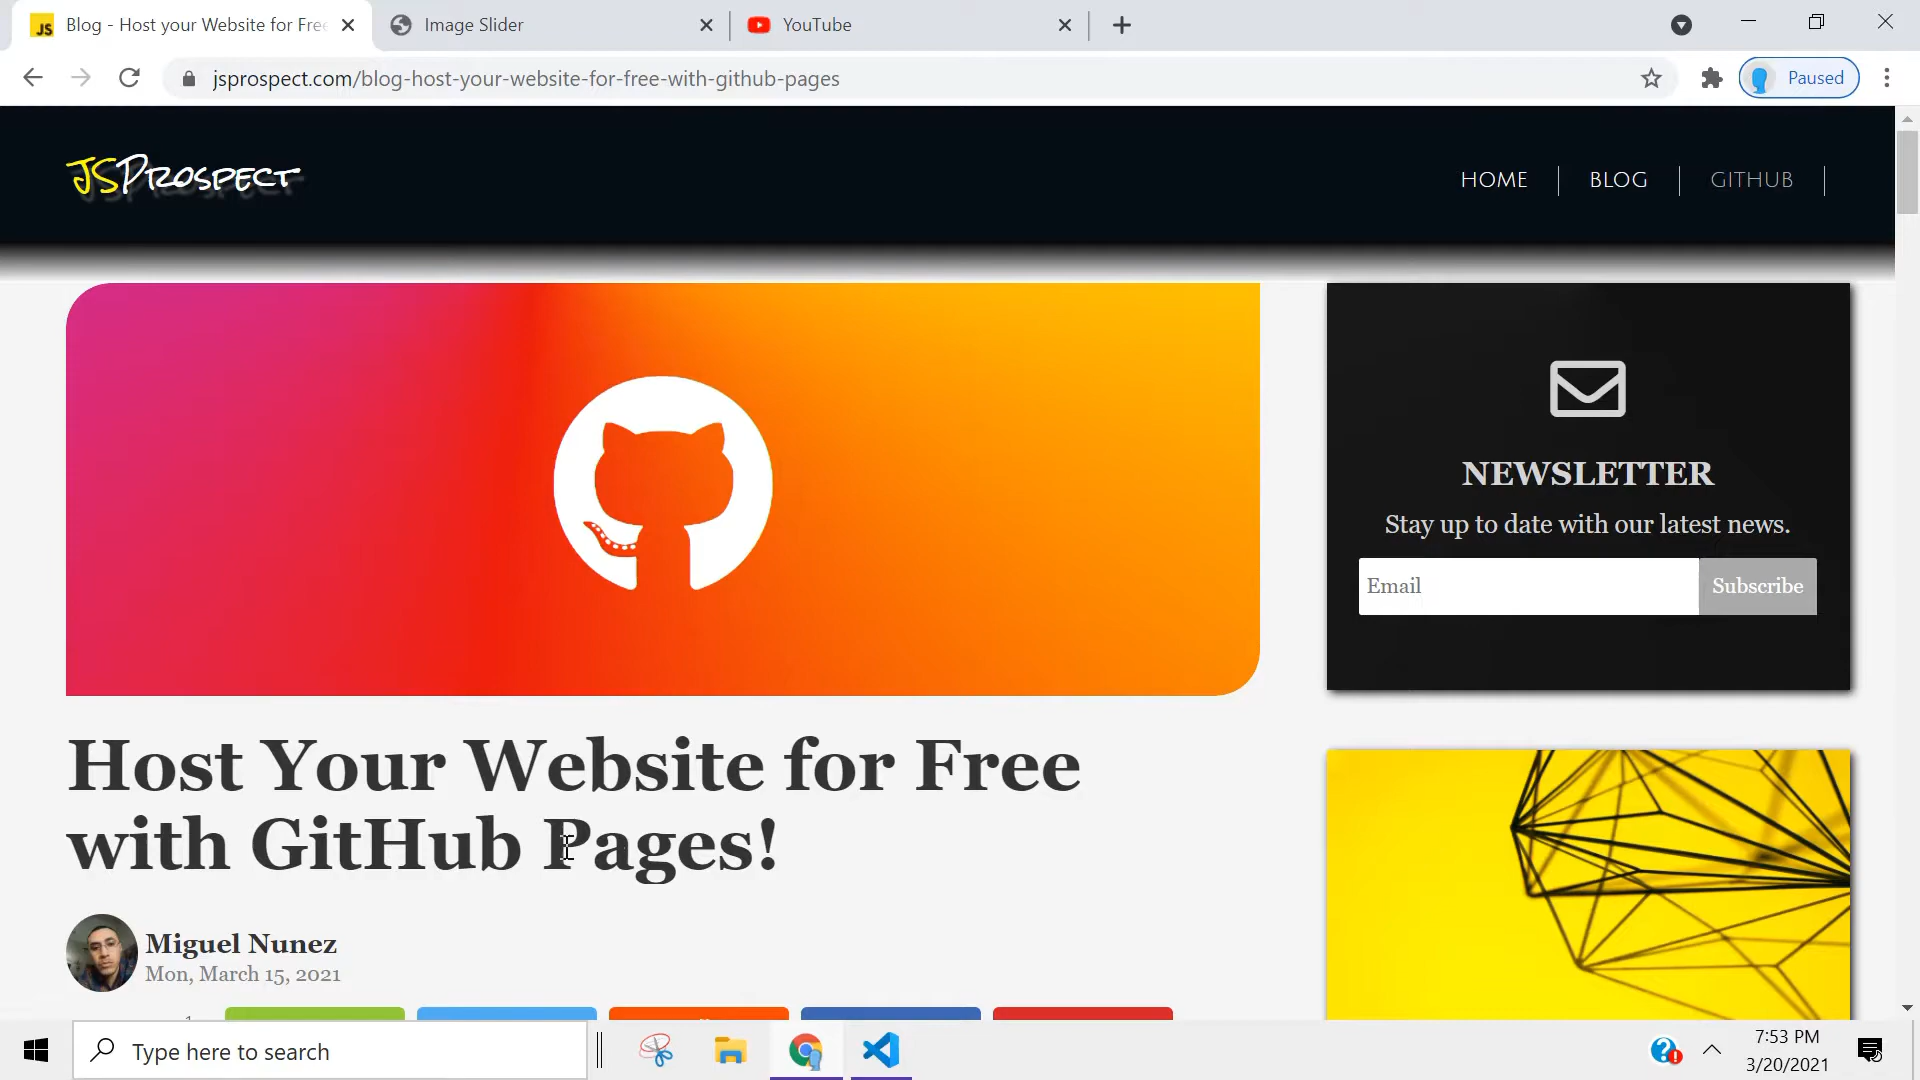 JS Blog - Host your Website for Free
Image Slider
YouTube
jsprospect.com/blog-host-your-website-for-free-with-github-pages
Paused
JSProspect
HOME
BLOG
GITHUB
NEWSLETTER
Stay up to date with our latest news.
Email
Subscribe
Host Your Website for Free
with GitHub Pages!
Miguel Nunez
Mon, March 15, 2021
Type here to search
7:53 PM
3/20/2021